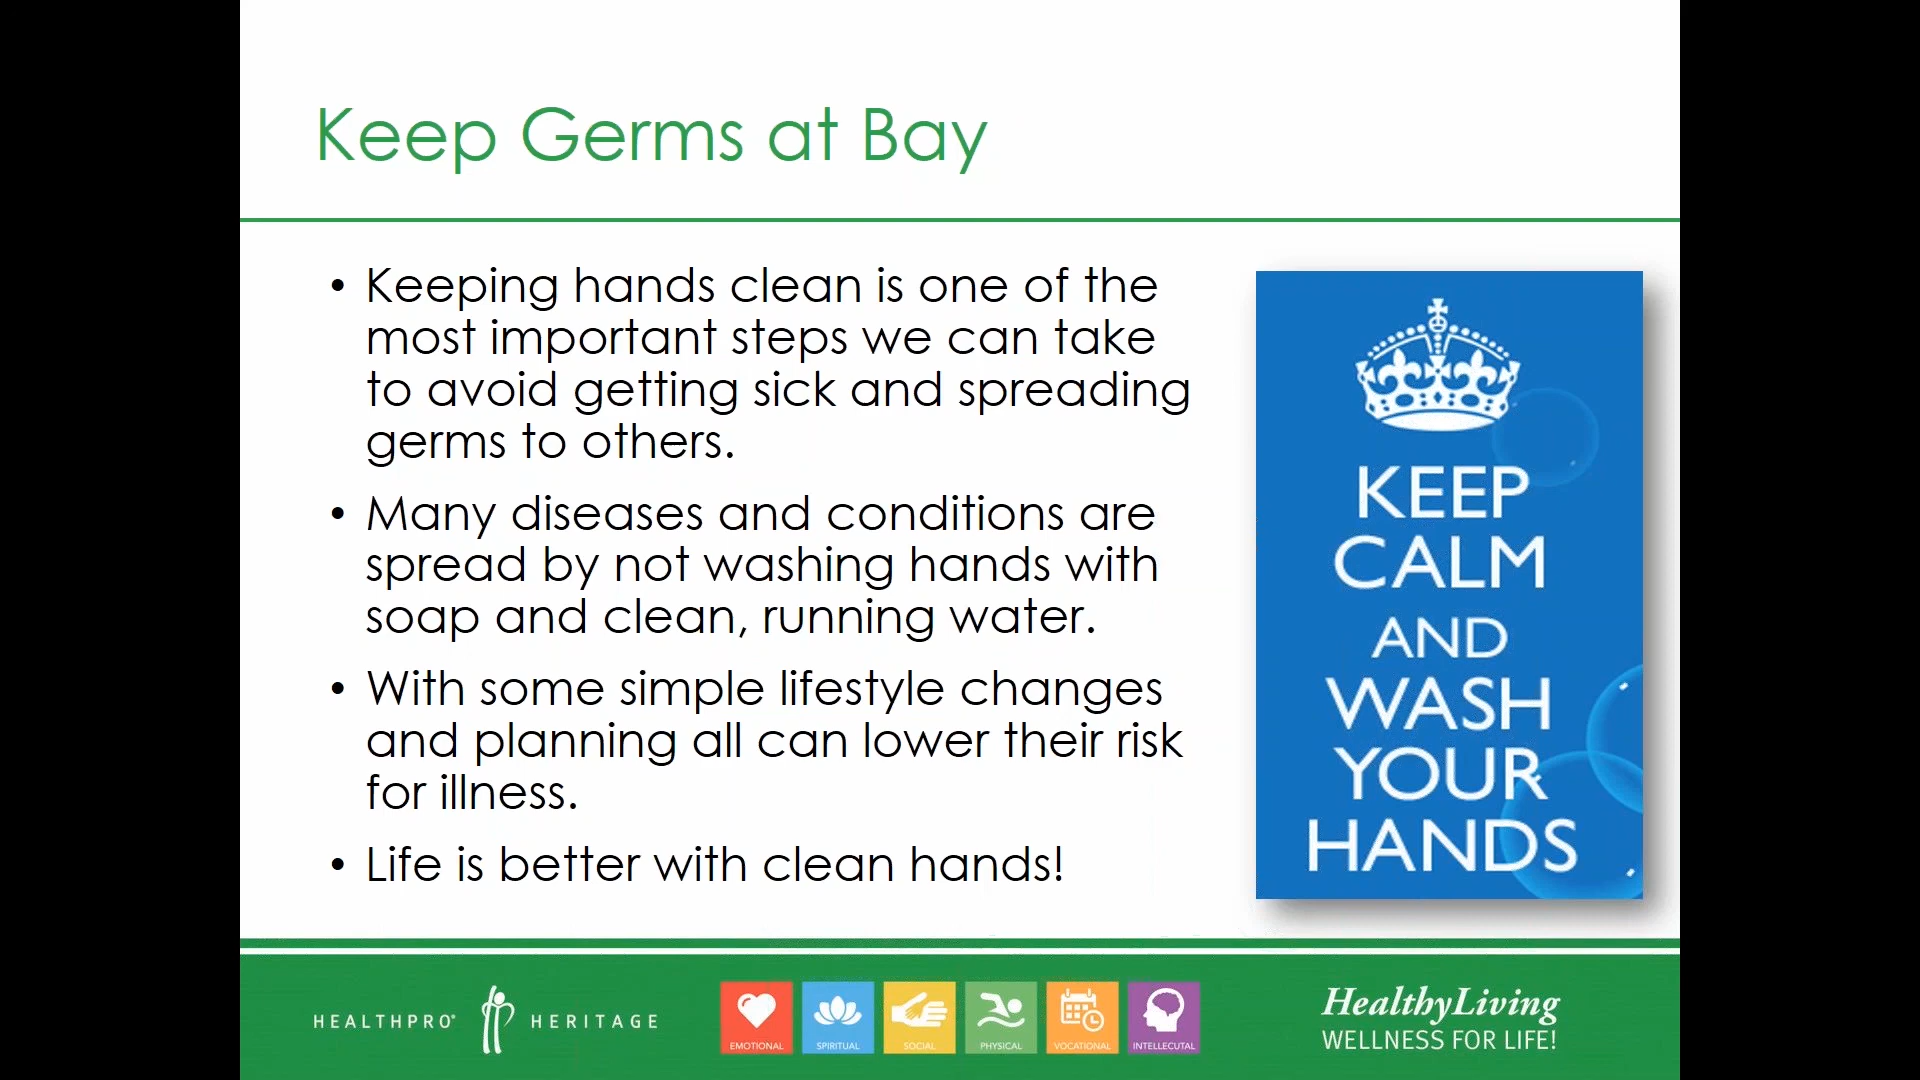 Keep Germs at Bay
• Keeping hands clean is one of the
most important steps we can take
to avoid getting sick and spreading
germs to others.
• Many diseases and conditions are
spread by not washing hands with
soap and clean, running water.
• With some simple lifestyle changes
and planning all can lower their risk
for illness.
• Life is better with clean hands!
KEEP
CALM
AND
WASH
YOUR
HANDS
HEALTHPRO® HERITAGE
EMOTIONAL
SPIRITUAL
SOCIAL
PHYSICAL
VOCATIONAL
INTELLECUTAL
HealthyLiving
WELLNESS FOR LIFE!